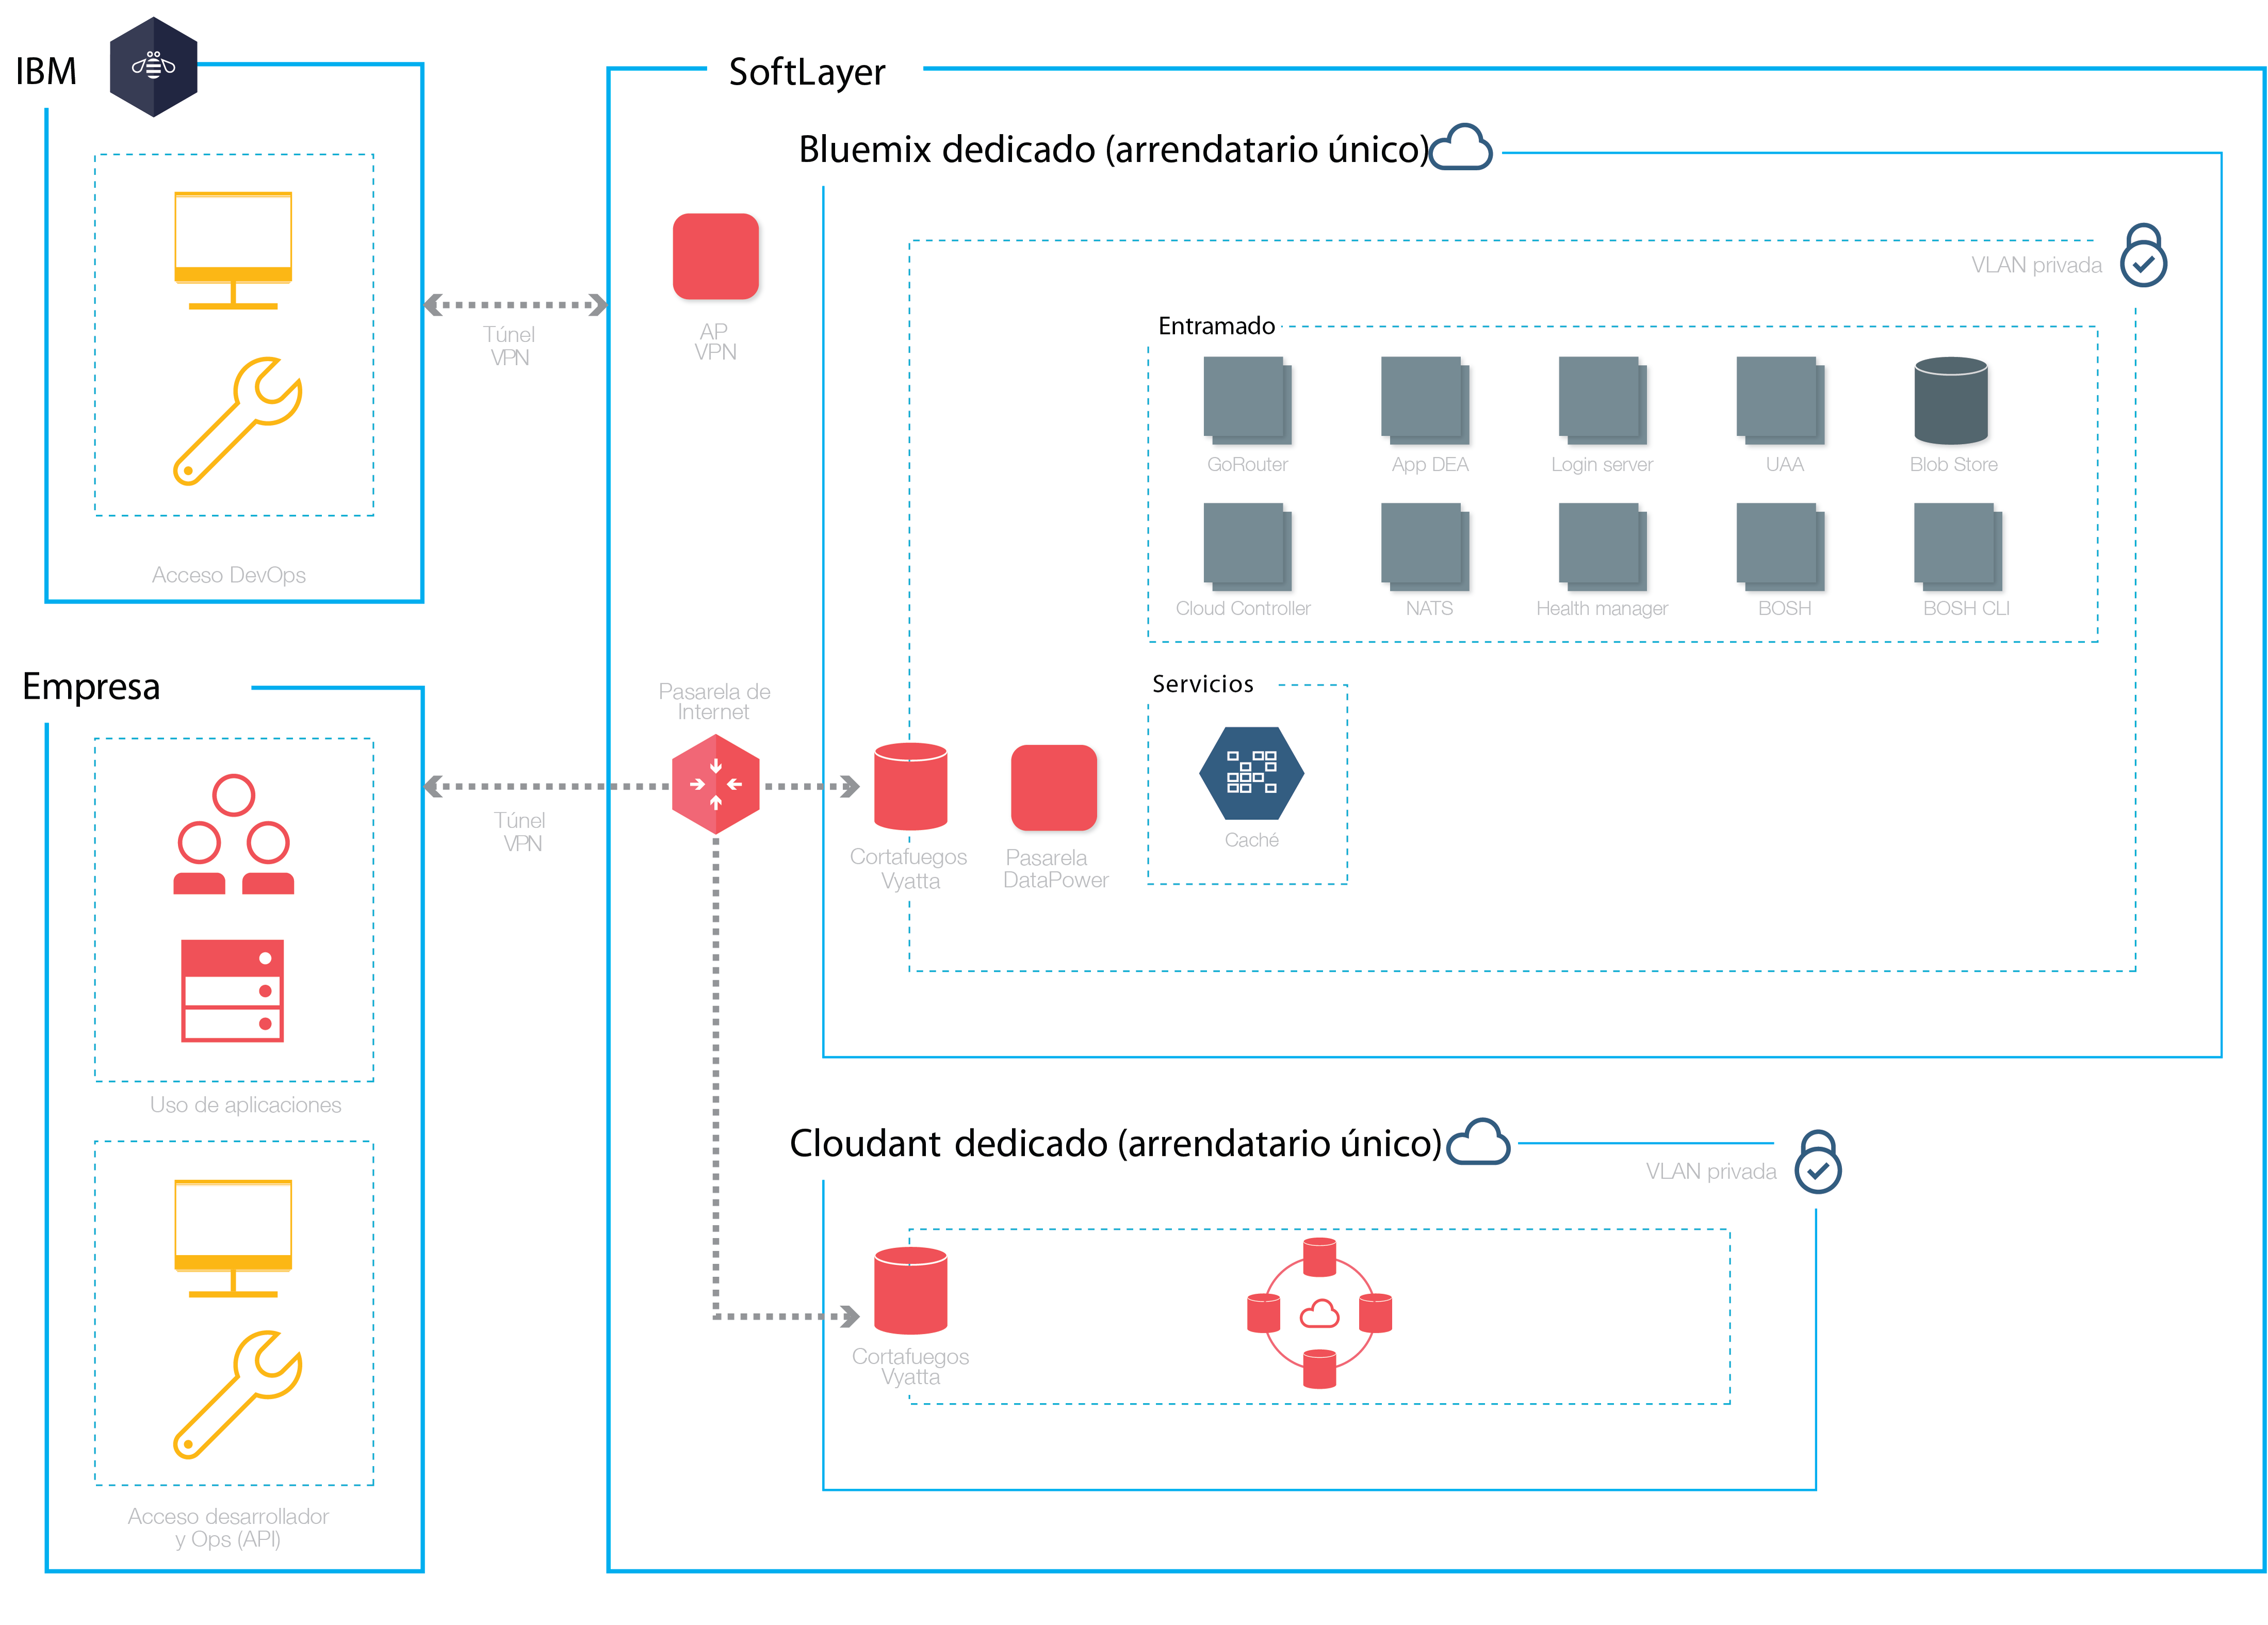 IBM
Acceso DevOps
Túnel
VPN
Empresa
Uso de aplicaciones
Acceso desarrollador
y Ops (API)
Túnel
VPN
SoftLayer
AP
VPN
Pasarela de
Internet
Bluemix dedicado (arrendatario único)
VLAN privada
Entramado
GoRouter
App DEA
Login server
UAA
Blob Store
Cloud Controller
NATS
Health manager
BOSH
BOSH CLI
Servicios
Caché
Cortafuegos
Vyatta
Pasarela
DataPower
Cloudant dedicado (arrendatario único)
VLAN privada
Cortafuegos
Vyatta